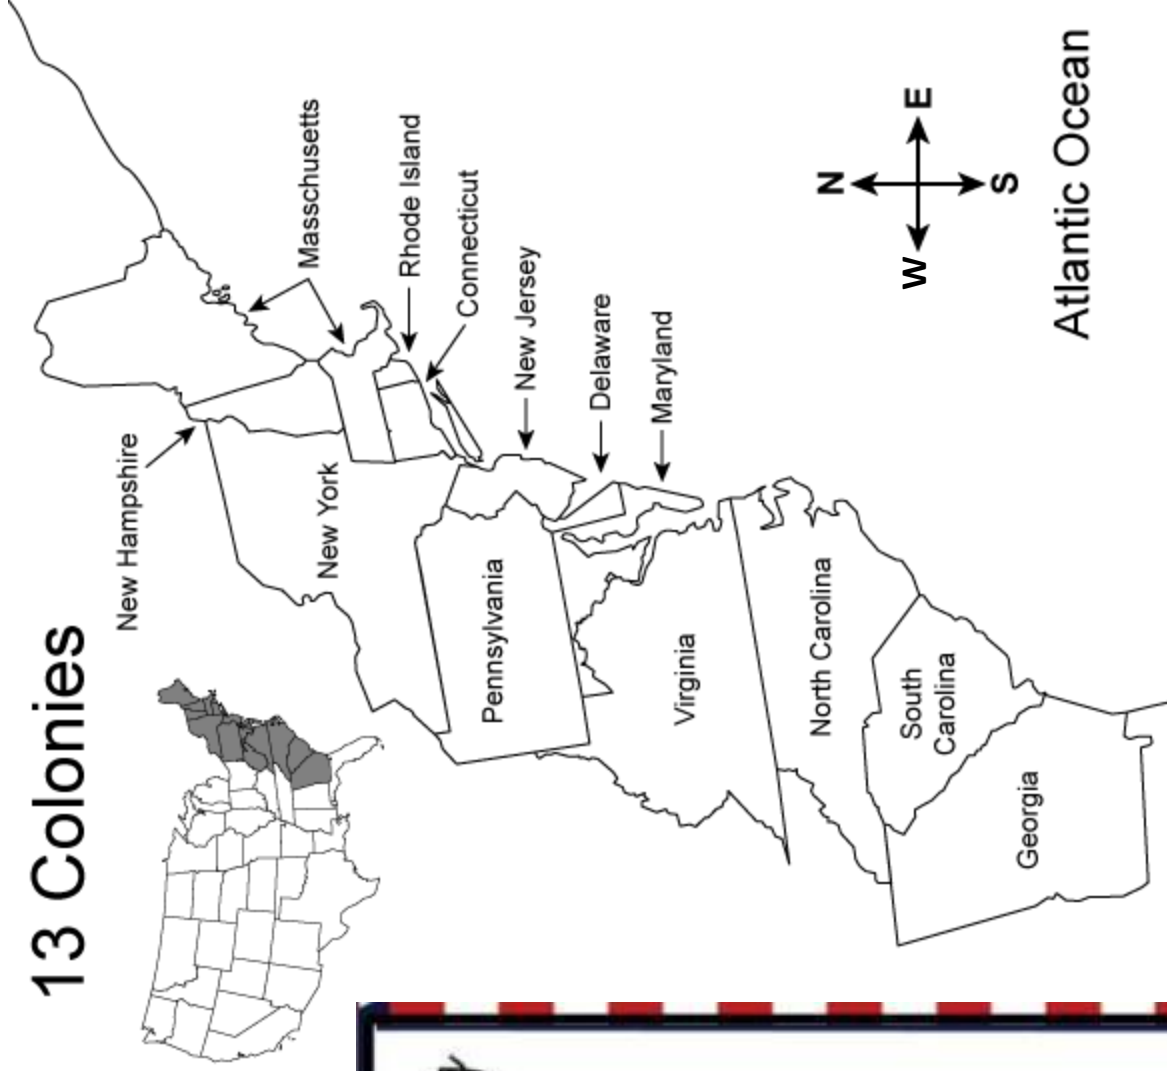 13 Colonies
New Hampshire
Masschusetts
Rhode Island
Connecticut
New York
New Jersey
Delaware
Maryland
Pennsylvania
Virginia
North Carolina
South
Carolina
Georgia
N
W
E
S
Atlantic Ocean